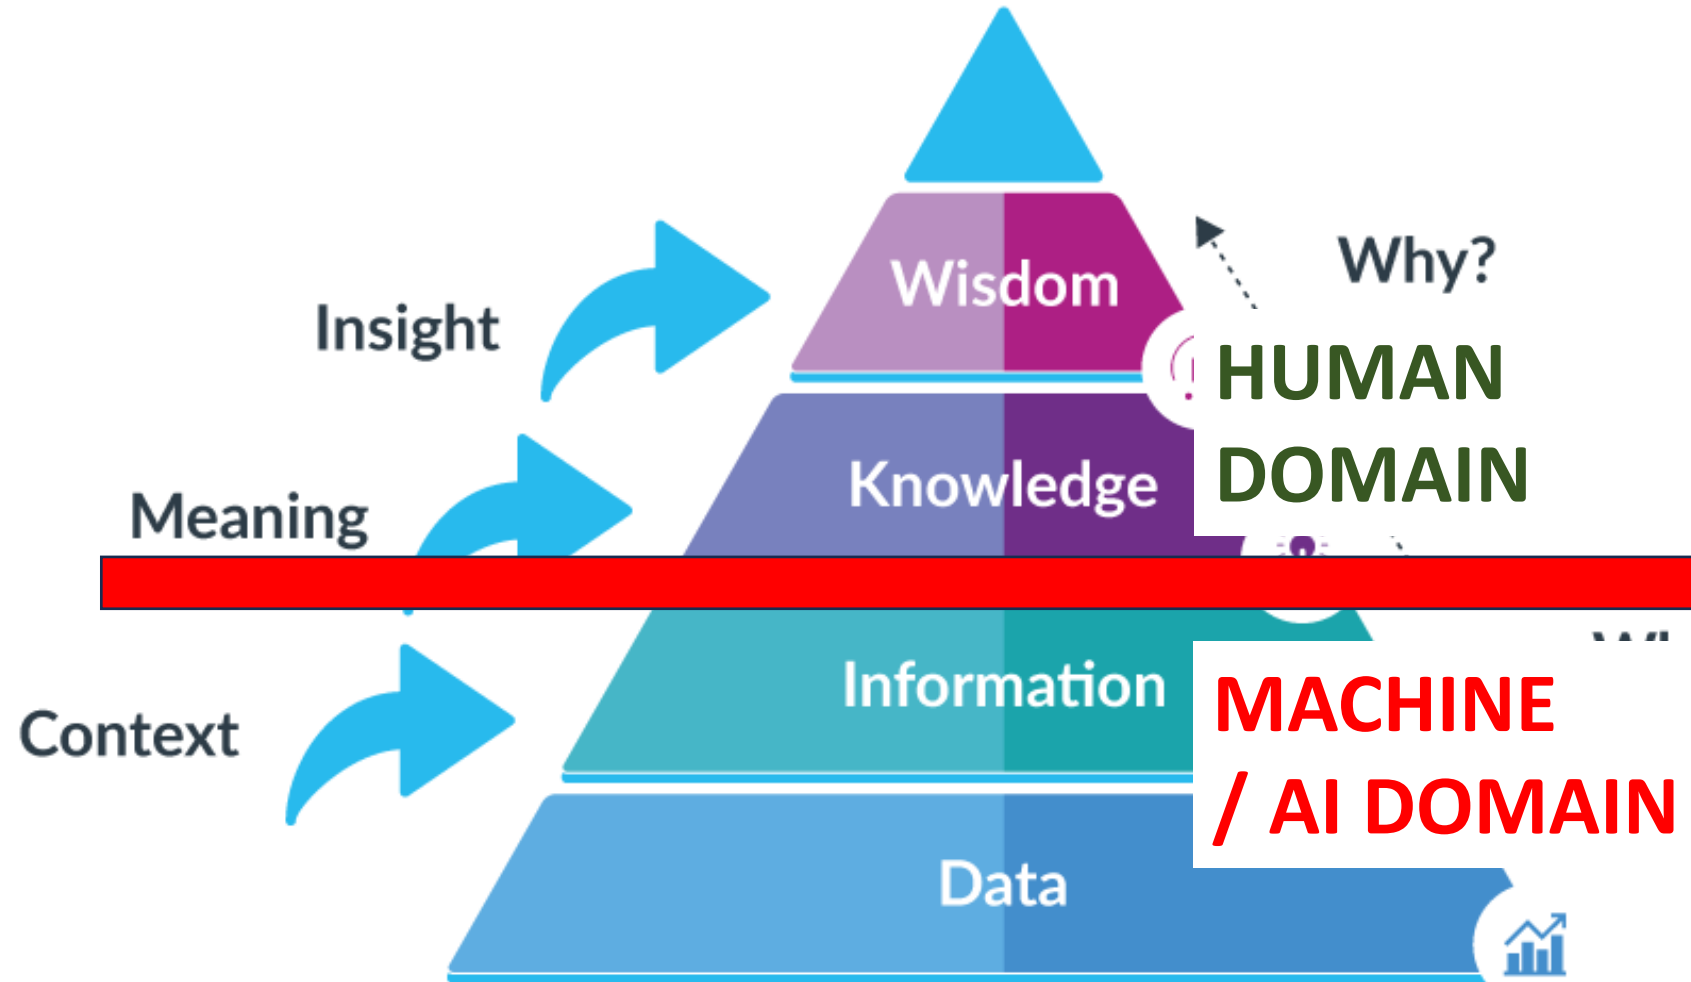 Wisdom
Why?
Insight
HUMAN
DOMAIN
Knowledge
Meaning
Information
MACHINE
/ AI DOMAIN
Context
Data